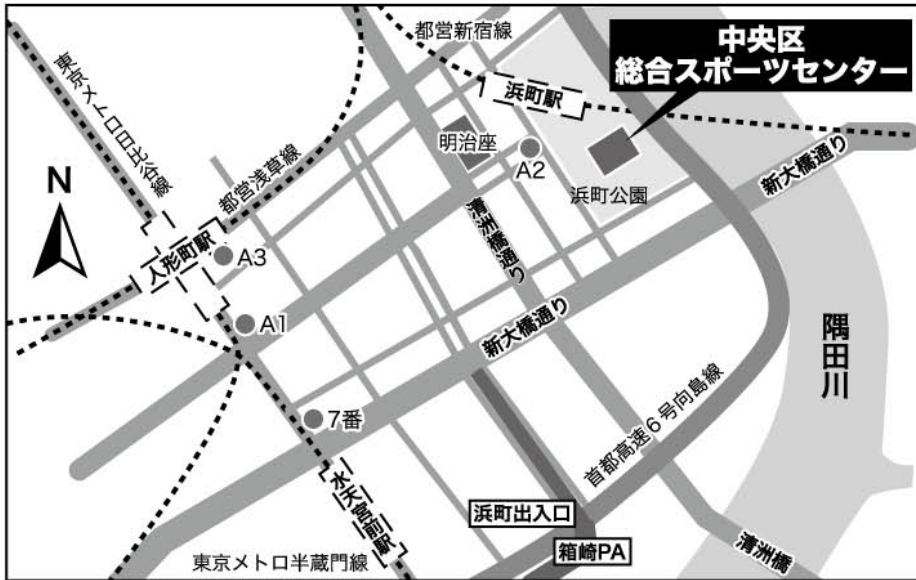 都営新宿線
中央区
総合スポーツセンター
東京メトロ日比谷線
浜町駅
明治座
A2
新大橋通り
N
都営浅草線
浜町公園
人形町駅
A3
清洲橋通り
A1
新大橋通り
隅田川
7番
首都高速6号向島線
水天宮前駅
浜町出入口
東京メトロ半蔵門線
箱崎PA
清洲橋